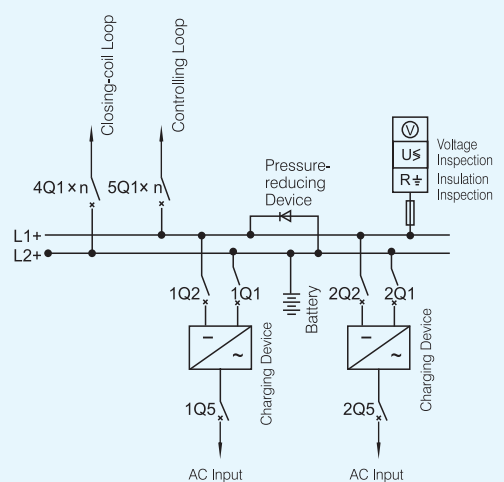 Closing-coil Loop
Controlling Loop
4Q1×n
5Q1×n
Pressure-
reducing
Device
V
U≶
R⏚
Voltage
Inspection
Insulation
Inspection
L1+
L2+
1Q2
1Q1
Battery
2Q2
2Q1
Charging Device
Charging Device
1Q5
2Q5
AC Input
AC Input